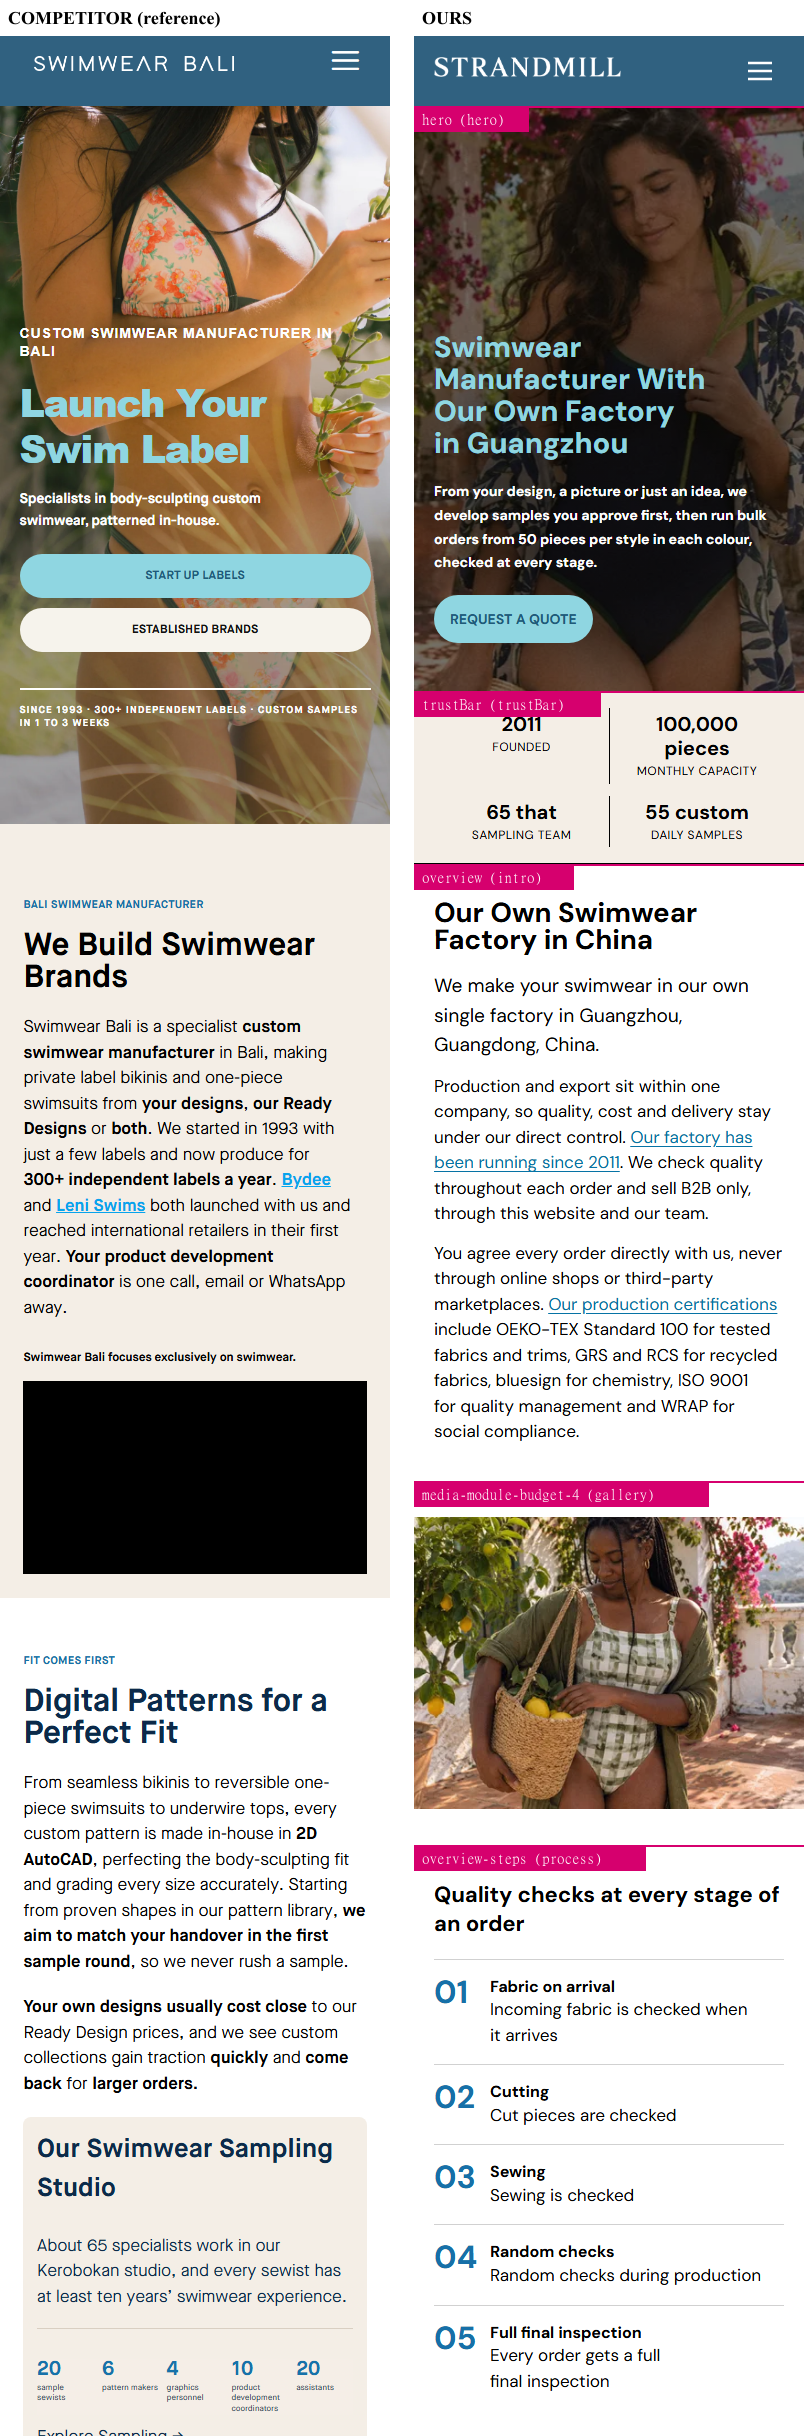 COMPETITOR (reference)
SWIMWEAR BALI
CUSTOM SWIMWEAR MANUFACTURER IN
BALI
Launch Your
Swim Label
Specialists in body-sculpting custom
swimwear, patterned in-house.
START UP LABELS
ESTABLISHED BRANDS
SINCE 1993 · 300+ INDEPENDENT LABELS · CUSTOM SAMPLES
IN 1 TO 3 WEEKS
BALI SWIMWEAR MANUFACTURER
We Build Swimwear
Brands
Swimwear Bali is a specialist custom
swimwear manufacturer in Bali, making
private label bikinis and one-piece
swimsuits from your designs, our Ready
Designs or both. We started in 1993 with
just a few labels and now produce for
300+ independent labels a year. Bydee
and Leni Swims both launched with us and
reached international retailers in their first
year. Your product development
coordinator is one call, email or WhatsApp
away.
Swimwear Bali focuses exclusively on swimwear.
FIT COMES FIRST
Digital Patterns for a
Perfect Fit
From seamless bikinis to reversible one-
piece swimsuits to underwire tops, every
custom pattern is made in-house in 2D
AutoCAD, perfecting the body-sculpting fit
and grading every size accurately. Starting
from proven shapes in our pattern library, we
aim to match your handover in the first
sample round, so we never rush a sample.
Your own designs usually cost close to our
Ready Design prices, and we see custom
collections gain traction quickly and come
back for larger orders.
Our Swimwear Sampling
Studio
About 65 specialists work in our
Kerobokan studio, and every sewist has
at least ten years' swimwear experience.
20
sample
sewists
6
pattern makers
4
graphics
personnel
10
product
development
coordinators
20
assistants
Explore Sampling →
OURS
STRANDMILL
hero (hero)
Swimwear
Manufacturer With
Our Own Factory
in Guangzhou
From your design, a picture or just an idea, we
develop samples you approve first, then run bulk
orders from 50 pieces per style in each colour,
checked at every stage.
REQUEST A QUOTE
trustBar (trustBar)
2011
FOUNDED
100,000
pieces
MONTHLY CAPACITY
65 that
SAMPLING TEAM
55 custom
DAILY SAMPLES
overview (intro)
Our Own Swimwear
Factory in China
We make your swimwear in our own
single factory in Guangzhou,
Guangdong, China.
Production and export sit within one
company, so quality, cost and delivery stay
under our direct control. Our factory has
been running since 2011. We check quality
throughout each order and sell B2B only,
through this website and our team.
You agree every order directly with us, never
through online shops or third-party
marketplaces. Our production certifications
include OEKO-TEX Standard 100 for tested
fabrics and trims, GRS and RCS for recycled
fabrics, bluesign for chemistry, ISO 9001
for quality management and WRAP for
social compliance.
media-module-budget-4 (gallery)
overview-steps (process)
Quality checks at every stage of
an order
01
Fabric on arrival
Incoming fabric is checked when
it arrives
02
Cutting
Cut pieces are checked
03
Sewing
Sewing is checked
04
Random checks
Random checks during production
05
Full final inspection
Every order gets a full
final inspection